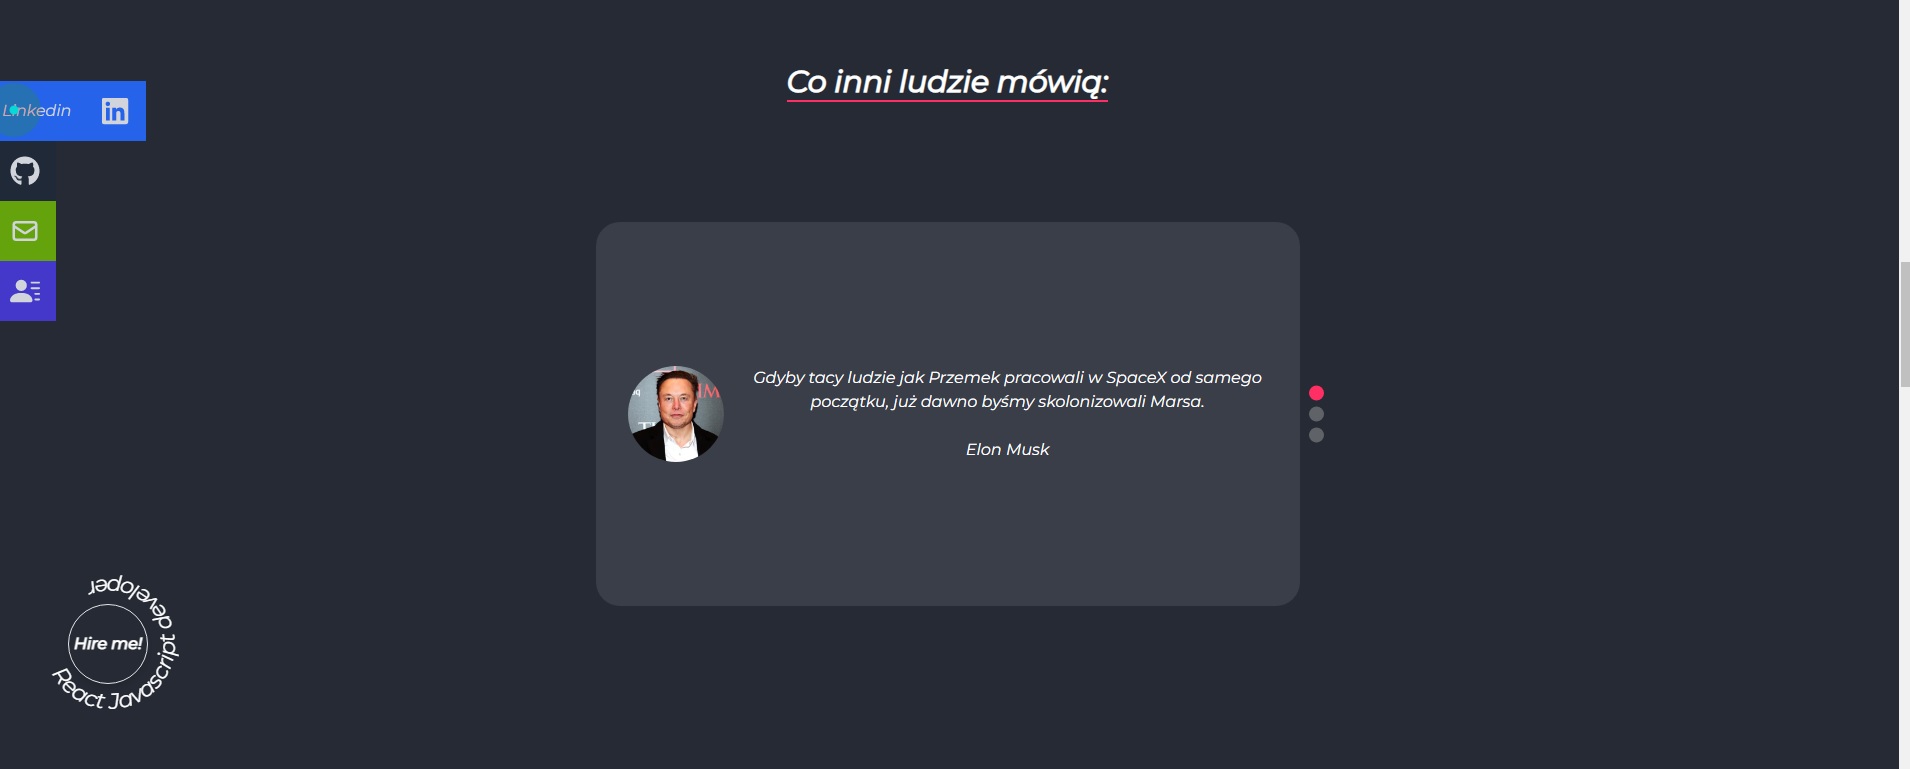 Co inni ludzie mówią:
Linkedin
Gdyby tacy ludzie jak Przemek pracowali w SpaceX od samego
początku, już dawno byśmy skolonizowali Marsa.
Elon Musk
Hire me!
React Javascript developer